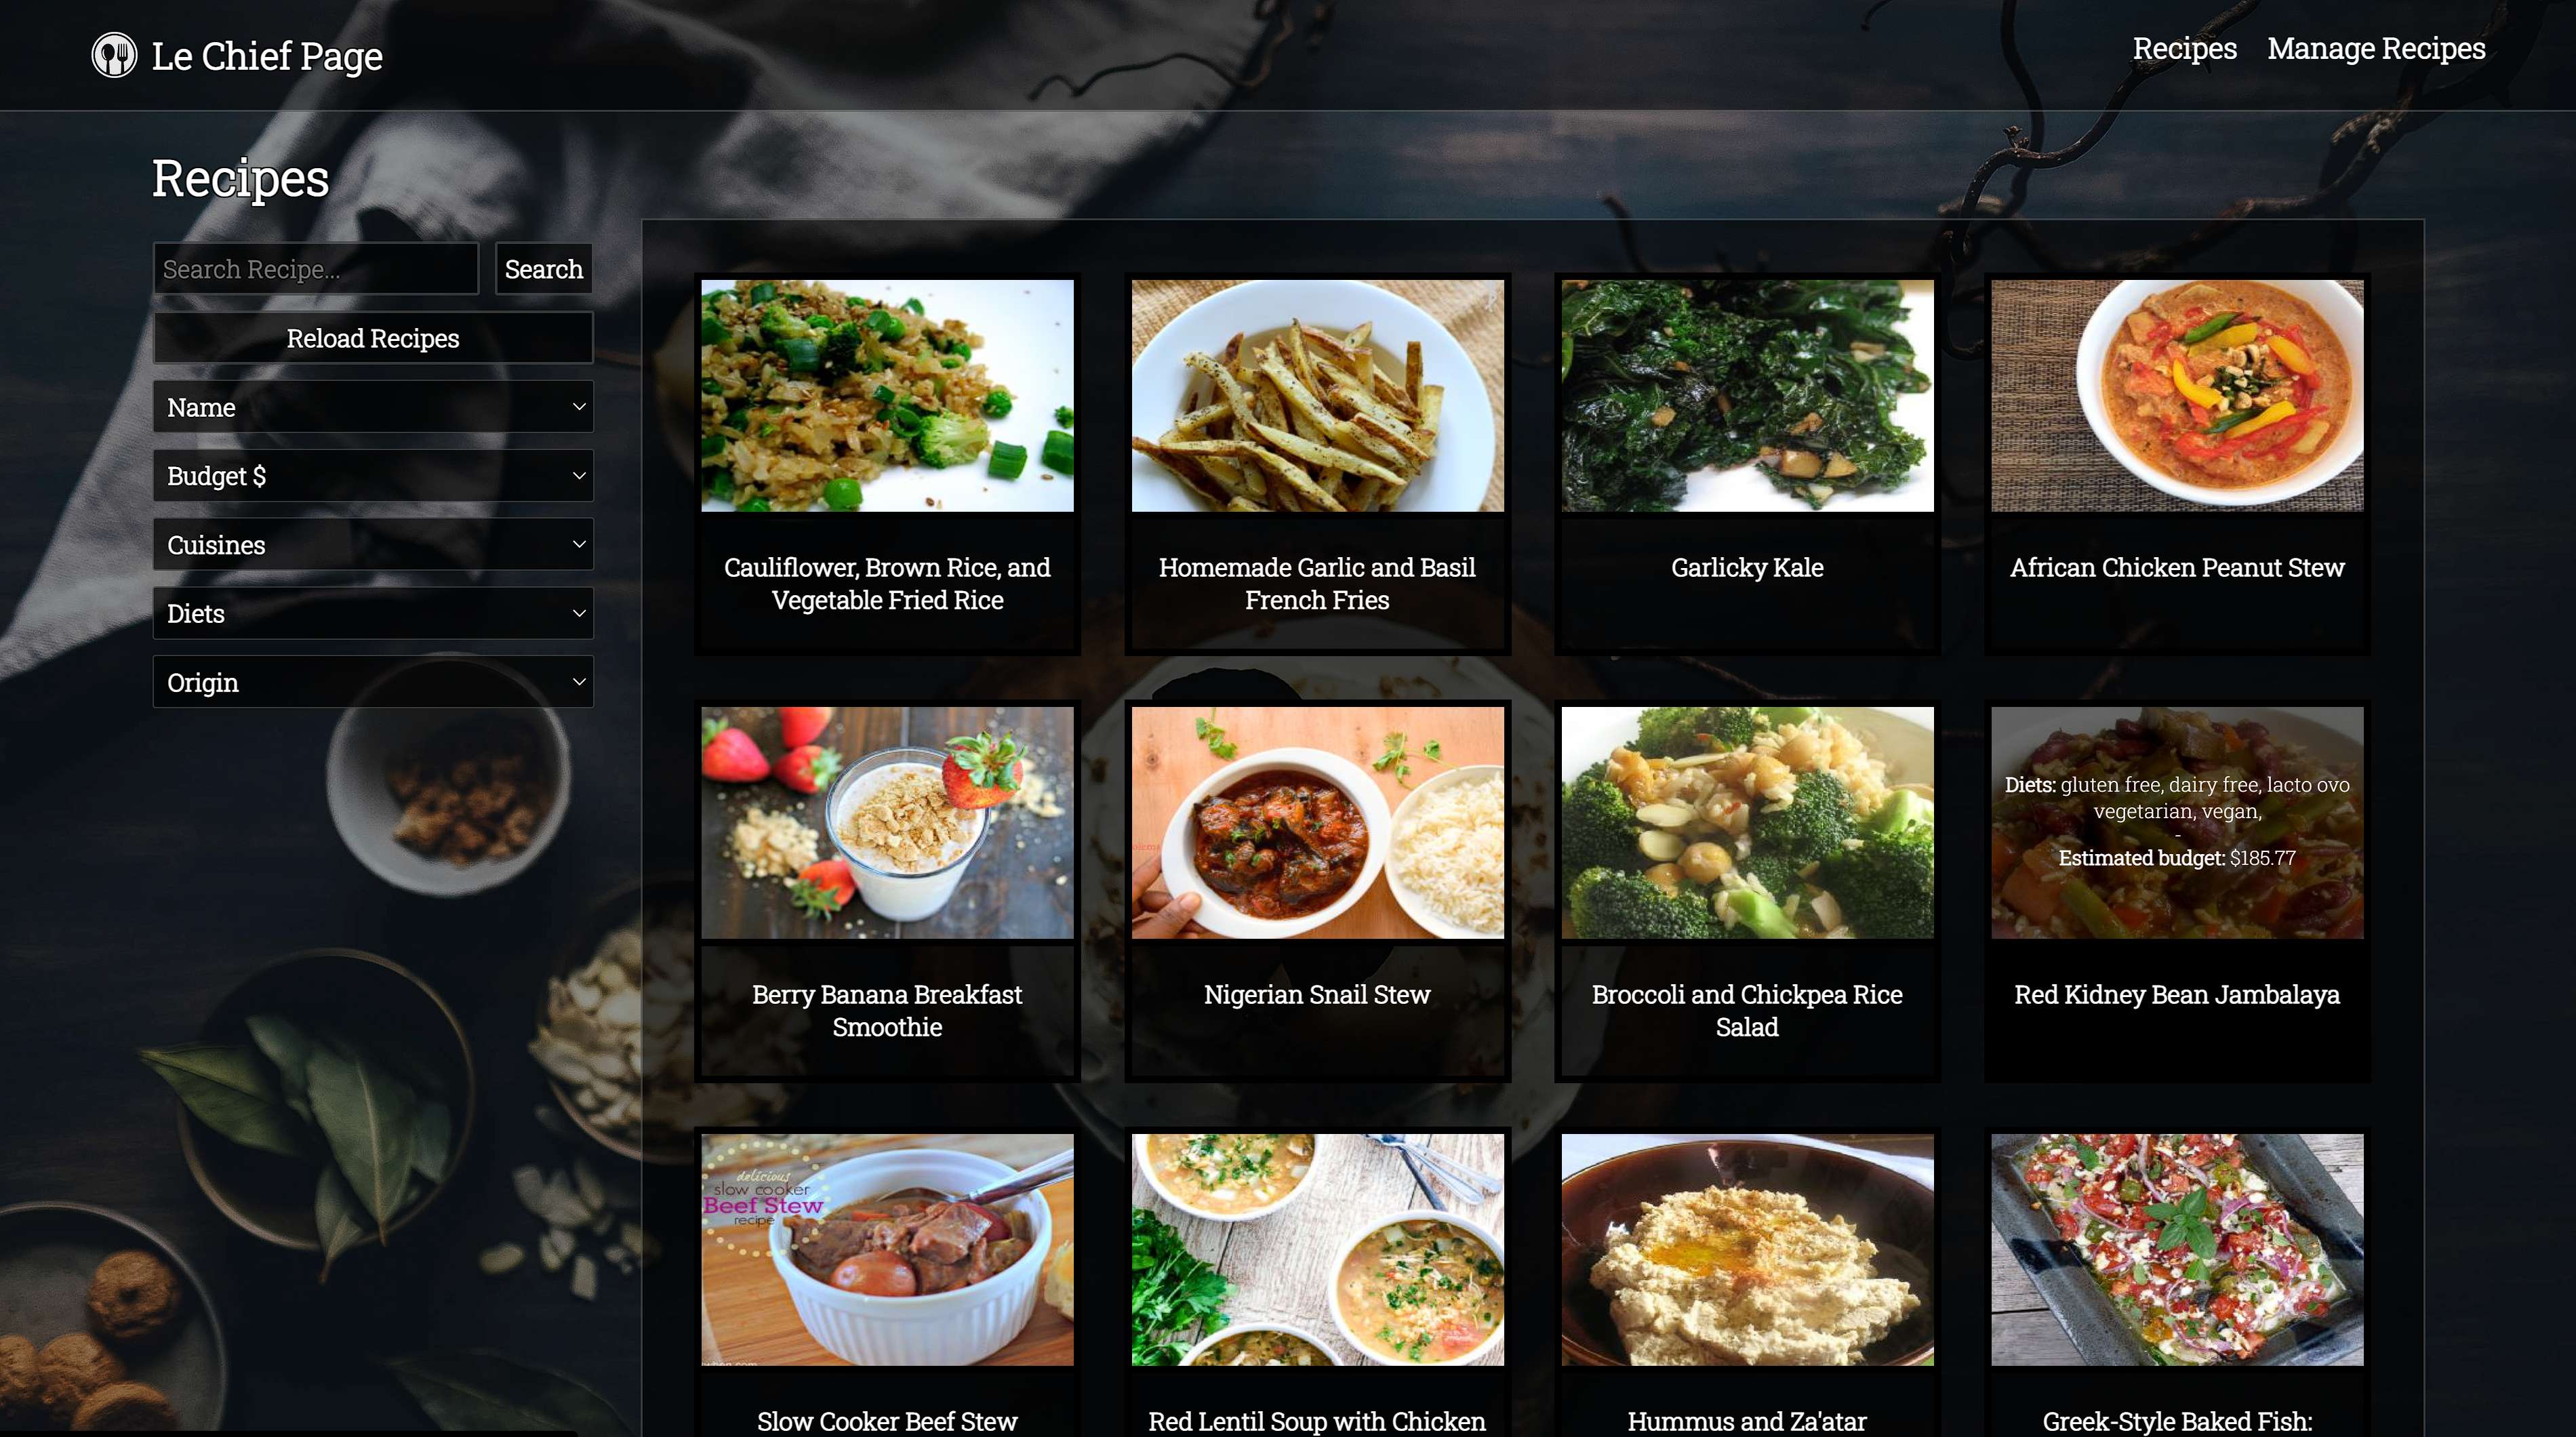 Le Chief Page
Recipes
Manage Recipes
Recipes
Search Recipe...
Search
Reload Recipes
Name
Budget $
Cuisines
Diets
Origin
Cauliflower, Brown Rice, and
Vegetable Fried Rice
Homemade Garlic and Basil
French Fries
Garlicky Kale
African Chicken Peanut Stew
Diets: gluten free, dairy free, lacto ovo
vegetarian, vegan,
-
Estimated budget: $185.77
Berry Banana Breakfast
Smoothie
Nigerian Snail Stew
Broccoli and Chickpea Rice
Salad
Red Kidney Bean Jambalaya
delicious
slow cooker
Beef Stew
recipe
Slow Cooker Beef Stew
Red Lentil Soup with Chicken
Hummus and Za'atar
Greek-Style Baked Fish: